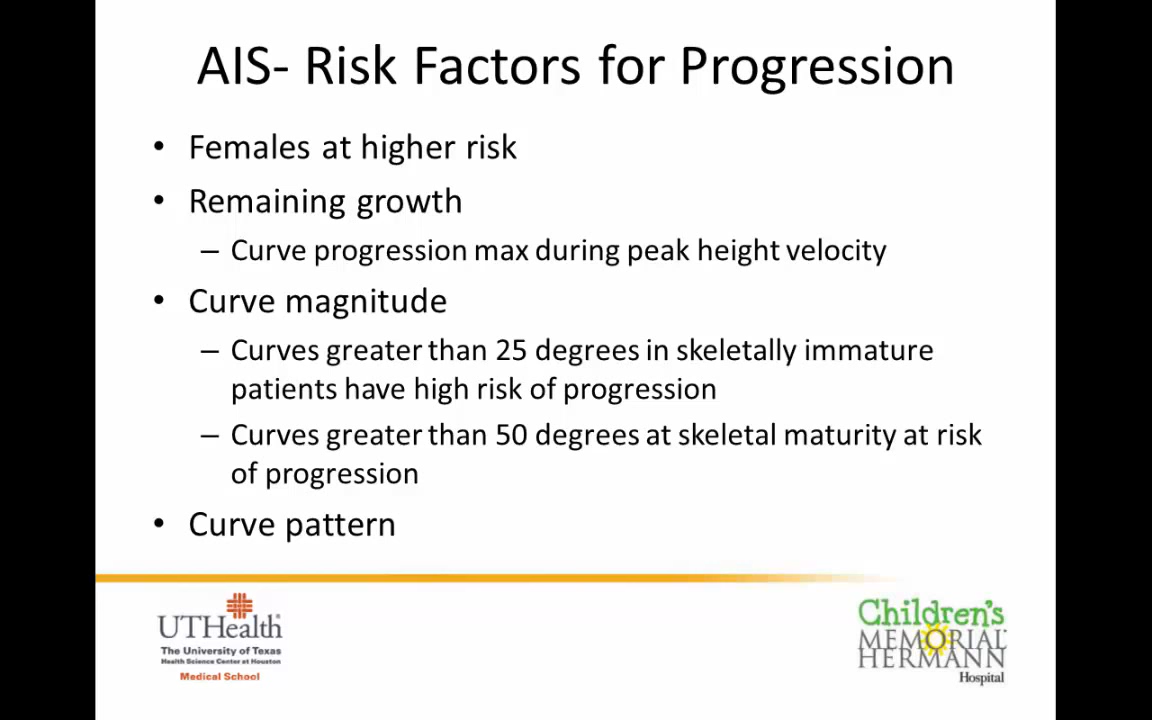 AIS- Risk Factors for Progression
• Females at higher risk
• Remaining growth
– Curve progression max during peak height velocity
• Curve magnitude
– Curves greater than 25 degrees in skeletally immature
patients have high risk of progression
– Curves greater than 50 degrees at skeletal maturity at risk
of progression
• Curve pattern
UTHealth
The University of Texas
Health Science Center at Houston
Medical School
Children's
MEMORIAL
HERMANN
Hospital